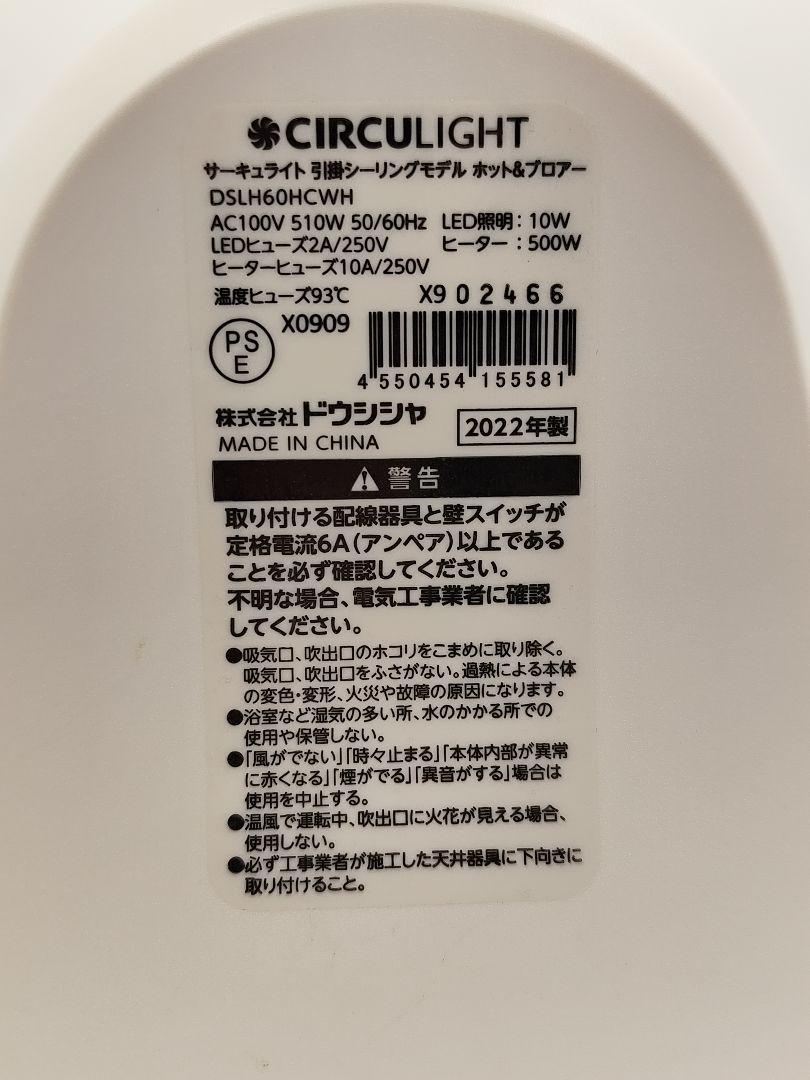 CIRCULIGHT
サーキュライト 引掛シーリングモデル ホット&ブロアー
DSLH60HCWH
AC100V 510W 50/60Hz LED照明：10W
LEDヒューズ2A/250V ヒーター：500W
ヒーターヒューズ10A/250V
温度ヒューズ93℃ X902466
PS
E
X0909
4 550454 155581
株式会社ドウシシャ
MADE IN CHINA 2022年製
警告
取り付ける配線器具と壁スイッチが
定格電流6A(アンペア)以上である
ことを必ず確認してください。
不明な場合、電気工事業者に確認
してください。
●吸気口、吹出口のホコリをこまめに取り除く。
吸気口、吹出口をふさがない。過熱による本体
の変色・変形、火災や故障の原因になります。
●浴室など湿気の多い所、水のかかる所での
使用や保管しない。
●「風がでない」「時々止まる」「本体内部が異常
に赤くなる」「煙がでる」「異音がする」場合は
使用を中止する。
●温風で運転中、吹出口に火花が見える場合、
使用しない。
●必ず工事業者が施工した天井器具に下向きに
取り付けること。